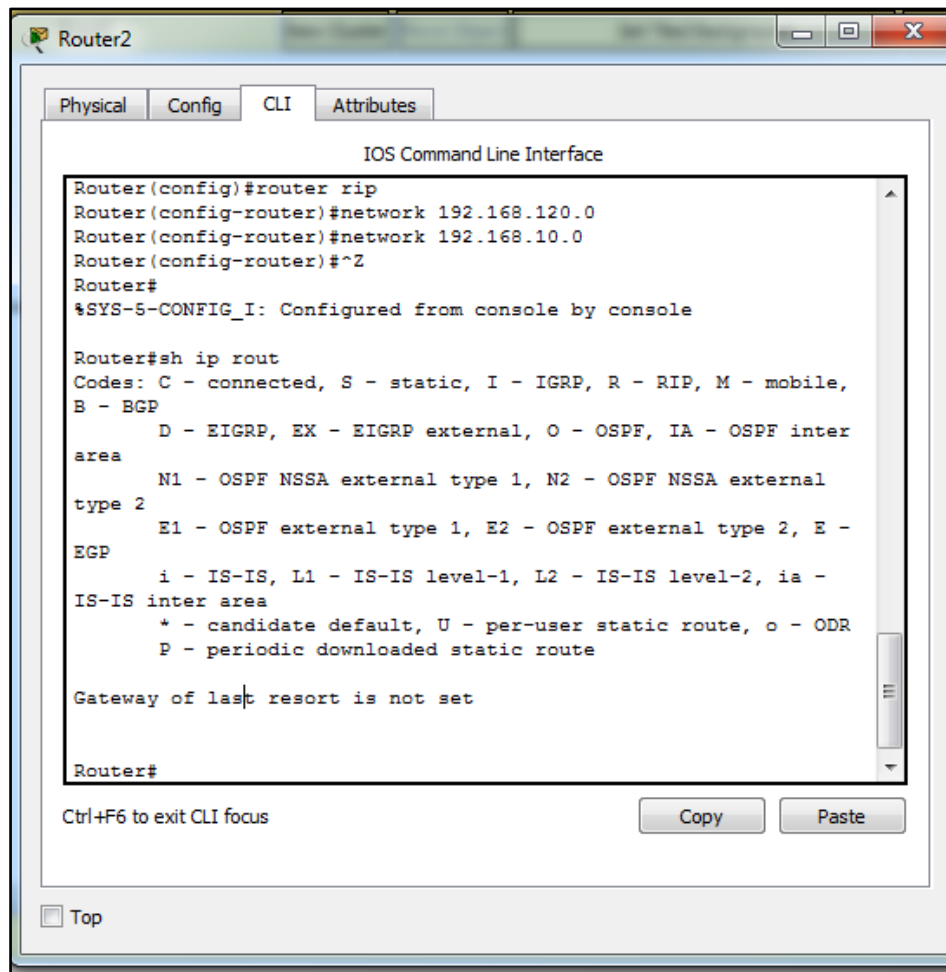 Router2
Physical Config CLI Attributes
IOS Command Line Interface
Router(config)#router rip
Router(config-router)#network 192.168.120.0
Router(config-router)#network 192.168.10.0
Router(config-router)#^Z
Router#
%SYS-5-CONFIG_I: Configured from console by console
Router#sh ip rout
Codes: C - connected, S - static, I - IGRP, R - RIP, M - mobile,
B - BGP
D - EIGRP, EX - EIGRP external, O - OSPF, IA - OSPF inter
area
N1 - OSPF NSSA external type 1, N2 - OSPF NSSA external
type 2
E1 - OSPF external type 1, E2 - OSPF external type 2, E -
EGP
i - IS-IS, L1 - IS-IS level-1, L2 - IS-IS level-2, ia -
IS-IS inter area
* - candidate default, U - per-user static route, o - ODR
P - periodic downloaded static route
Gateway of last resort is not set
Router#
Ctrl+F6 to exit CLI focus
Copy Paste
Top